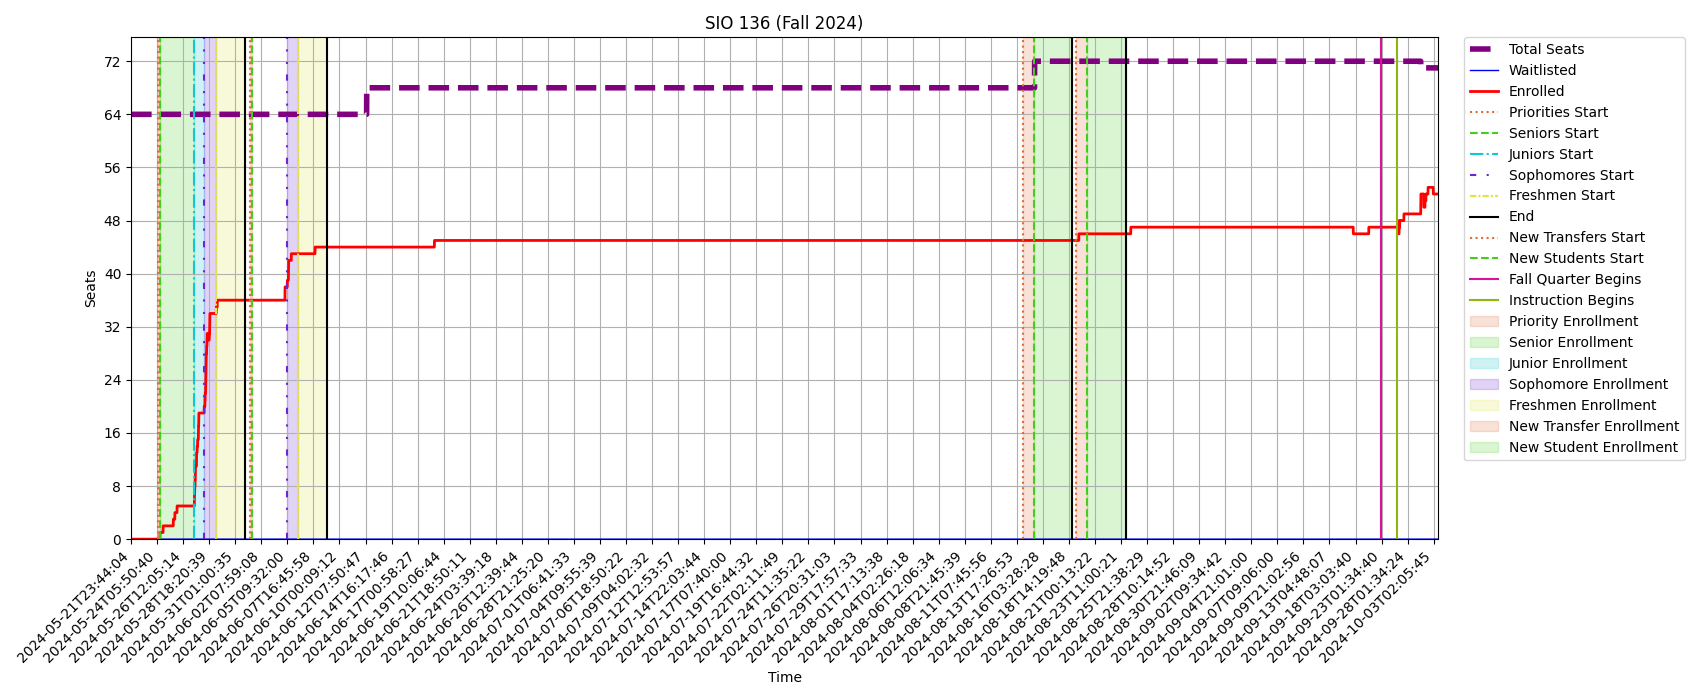 SIO 136 (Fall 2024)
Seats
72
64
56
48
40
32
24
16
8
0
2024-05-21T23:44:04
2024-05-24T05:50:40
2024-05-26T12:05:14
2024-05-28T18:20:39
2024-05-31T01:00:35
2024-06-02T07:59:08
2024-06-05T09:32:00
2024-06-07T16:45:58
2024-06-10T00:09:12
2024-06-12T07:50:47
2024-06-14T16:17:46
2024-06-17T00:58:27
2024-06-19T10:06:44
2024-06-21T18:50:11
2024-06-24T03:39:18
2024-06-26T12:39:44
2024-06-28T21:25:20
2024-07-01T06:41:33
2024-07-04T09:55:39
2024-07-06T18:50:22
2024-07-09T04:02:32
2024-07-12T12:53:57
2024-07-14T22:03:44
2024-07-17T07:40:00
2024-07-19T16:44:32
2024-07-22T02:11:49
2024-07-24T11:35:22
2024-07-26T20:31:03
2024-07-29T17:57:33
2024-08-01T17:13:38
2024-08-04T02:26:18
2024-08-06T12:06:34
2024-08-08T21:45:39
2024-08-11T07:45:56
2024-08-13T17:26:53
2024-08-16T03:28:28
2024-08-18T14:19:48
2024-08-21T00:13:22
2024-08-23T11:00:21
2024-08-25T21:38:29
2024-08-28T10:14:52
2024-08-30T21:46:09
2024-09-02T09:34:42
2024-09-04T21:01:00
2024-09-07T09:06:00
2024-09-09T21:02:56
2024-09-13T04:48:07
2024-09-18T03:03:40
2024-09-23T01:34:40
2024-09-28T01:34:24
2024-10-03T02:05:45
Time
Total Seats
Waitlisted
Enrolled
Priorities Start
Seniors Start
Juniors Start
Sophomores Start
Freshmen Start
End
New Transfers Start
New Students Start
Fall Quarter Begins
Instruction Begins
Priority Enrollment
Senior Enrollment
Junior Enrollment
Sophomore Enrollment
Freshmen Enrollment
New Transfer Enrollment
New Student Enrollment